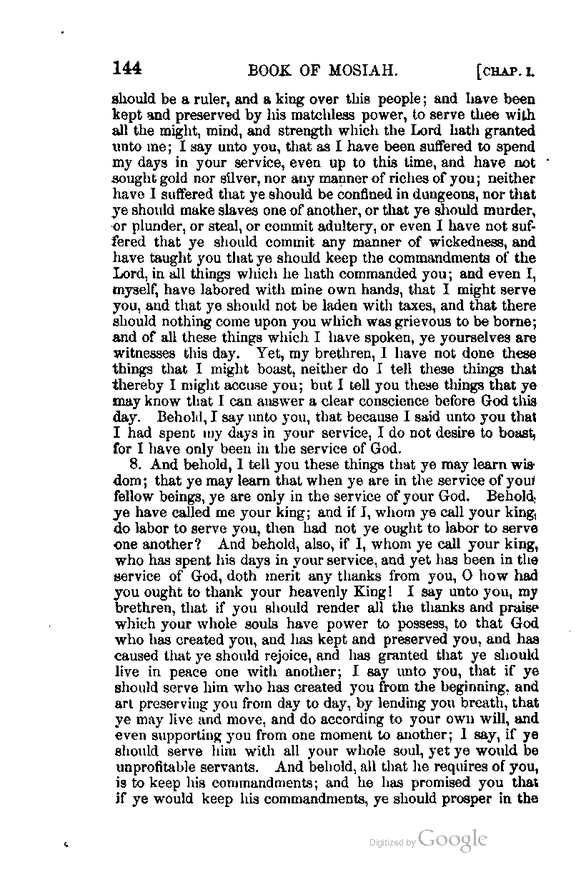 144 BOOK OF MOSIAH. [CHAP. I.
should be a ruler, and a king over this people; and have been
kept and preserved by his matchless power, to serve thee with
all the might, mind, and strength which the Lord hath granted
unto me; I say unto you, that as I have been suffered to spend
my days in your service, even up to this time, and have not
sought gold nor silver, nor any manner of riches of you; neither
have I suffered that ye should be confined in dungeons, nor that
ye should make slaves one of another, or that ye should murder,
or plunder, or steal, or commit adultery, or even I have not suf-
fered that ye should commit any manner of wickedness, and
have taught you that ye should keep the commandments of the
Lord, in all things which he hath commanded you; and even I,
myself, have labored with mine own hands, that I might serve
you, and that ye should not be laden with taxes, and that there
should nothing come upon you which was grievous to be borne;
and of all these things which I have spoken, ye yourselves are
witnesses this day. Yet, my brethren, I have not done these
things that I might boast, neither do I tell these things that
thereby I might accuse you; but I tell you these things that ye
may know that I can answer a clear conscience before God this
day. Behold, I say unto you, that because I said unto you that
I had spent my days in your service, I do not desire to boast,
for I have only been in the service of God.
8. And behold, I tell you these things that ye may learn wis-
dom; that ye may learn that when ye are in the service of your
fellow beings, ye are only in the service of your God. Behold,
ye have called me your king; and if I, whom ye call your king,
do labor to serve you, then had not ye ought to labor to serve
one another? And behold, also, if I, whom ye call your king,
who has spent his days in your service, and yet has been in the
service of God, doth merit any thanks from you, O how had
you ought to thank your heavenly King! I say unto you, my
brethren, that if you should render all the thanks and praise
which your whole souls have power to possess, to that God
who has created you, and has kept and preserved you, and has
caused that ye should rejoice, and has granted that ye should
live in peace one with another; I say unto you, that if ye
should serve him who has created you from the beginning, and
art preserving you from day to day, by lending you breath, that
ye may live and move, and do according to your own will, and
even supporting you from one moment to another; I say, if ye
should serve him with all your whole soul, yet ye would be
unprofitable servants. And behold, all that he requires of you,
is to keep his commandments; and he has promised you that
if ye would keep his commandments, ye should prosper in the
Digitized by Google